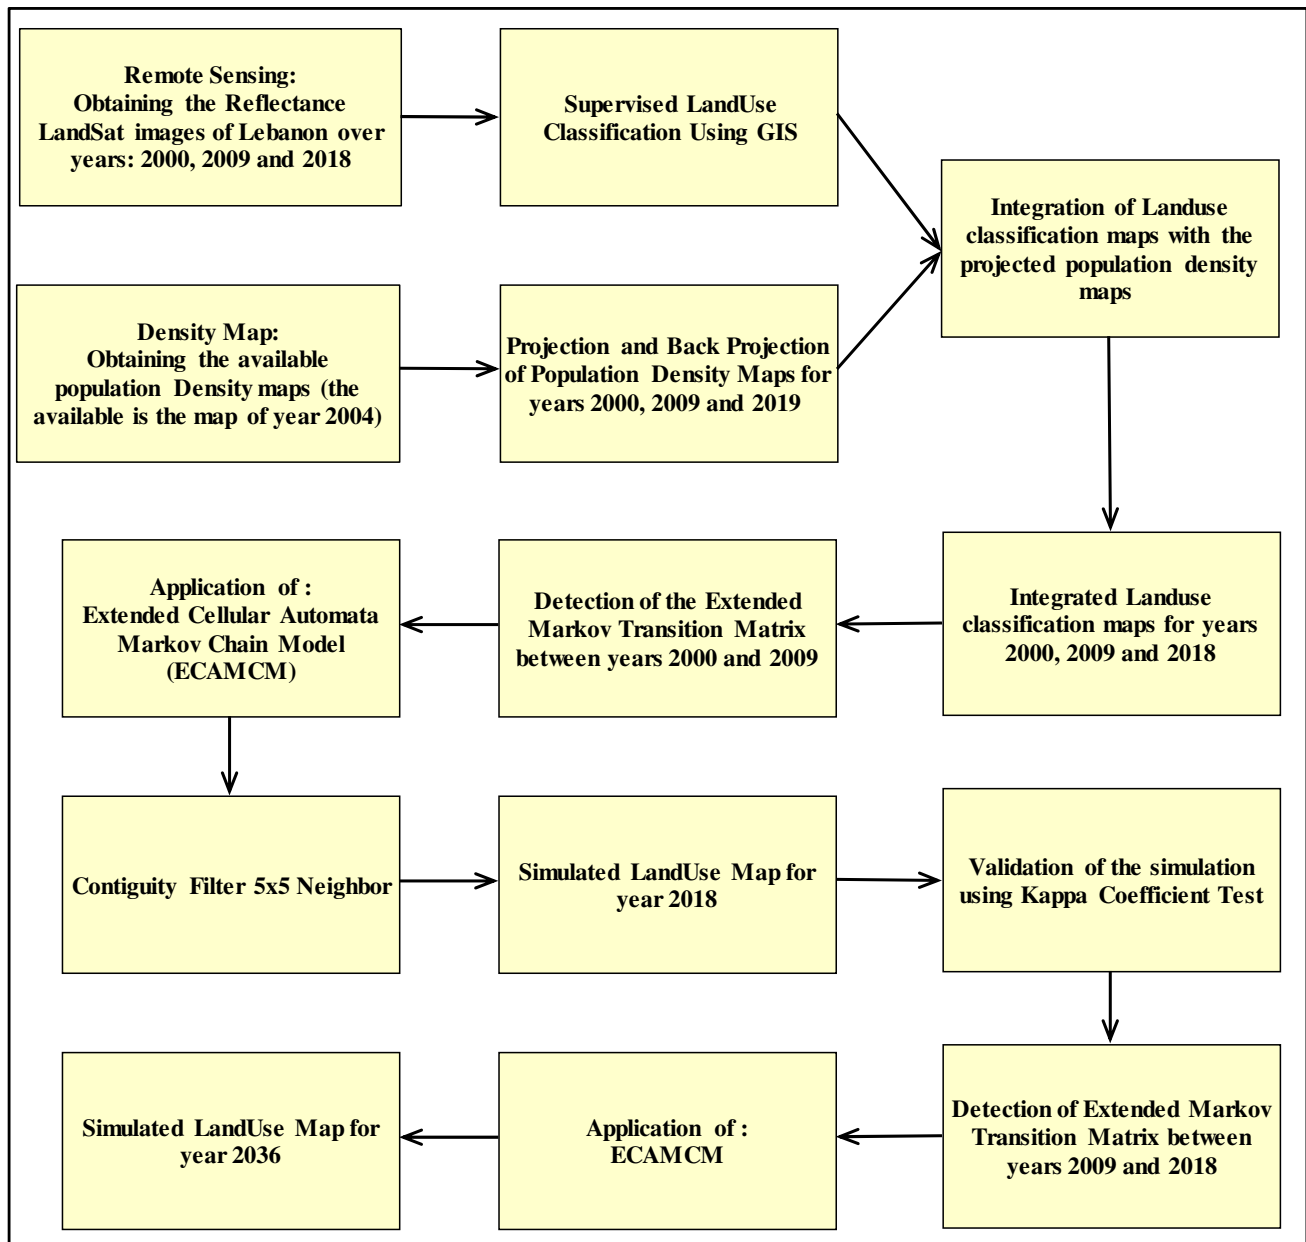 Remote Sensing:
Obtaining the Reflectance
LandSat images of Lebanon over
years: 2000, 2009 and 2018
Supervised LandUse
Classification Using GIS
Integration of Landuse
classification maps with the
projected population density
maps
Density Map:
Obtaining the available
population Density maps (the
available is the map of year 2004)
Projection and Back Projection
of Population Density Maps for
years 2000, 2009 and 2019
Application of :
Extended Cellular Automata
Markov Chain Model
(ECAMCM)
Detection of the Extended
Markov Transition Matrix
between years 2000 and 2009
Integrated Landuse
classification maps for years
2000, 2009 and 2018
Contiguity Filter 5x5 Neighbor
Simulated LandUse Map for
year 2018
Validation of the simulation
using Kappa Coefficient Test
Simulated LandUse Map for
year 2036
Application of :
ECAMCM
Detection of Extended Markov
Transition Matrix between
years 2009 and 2018